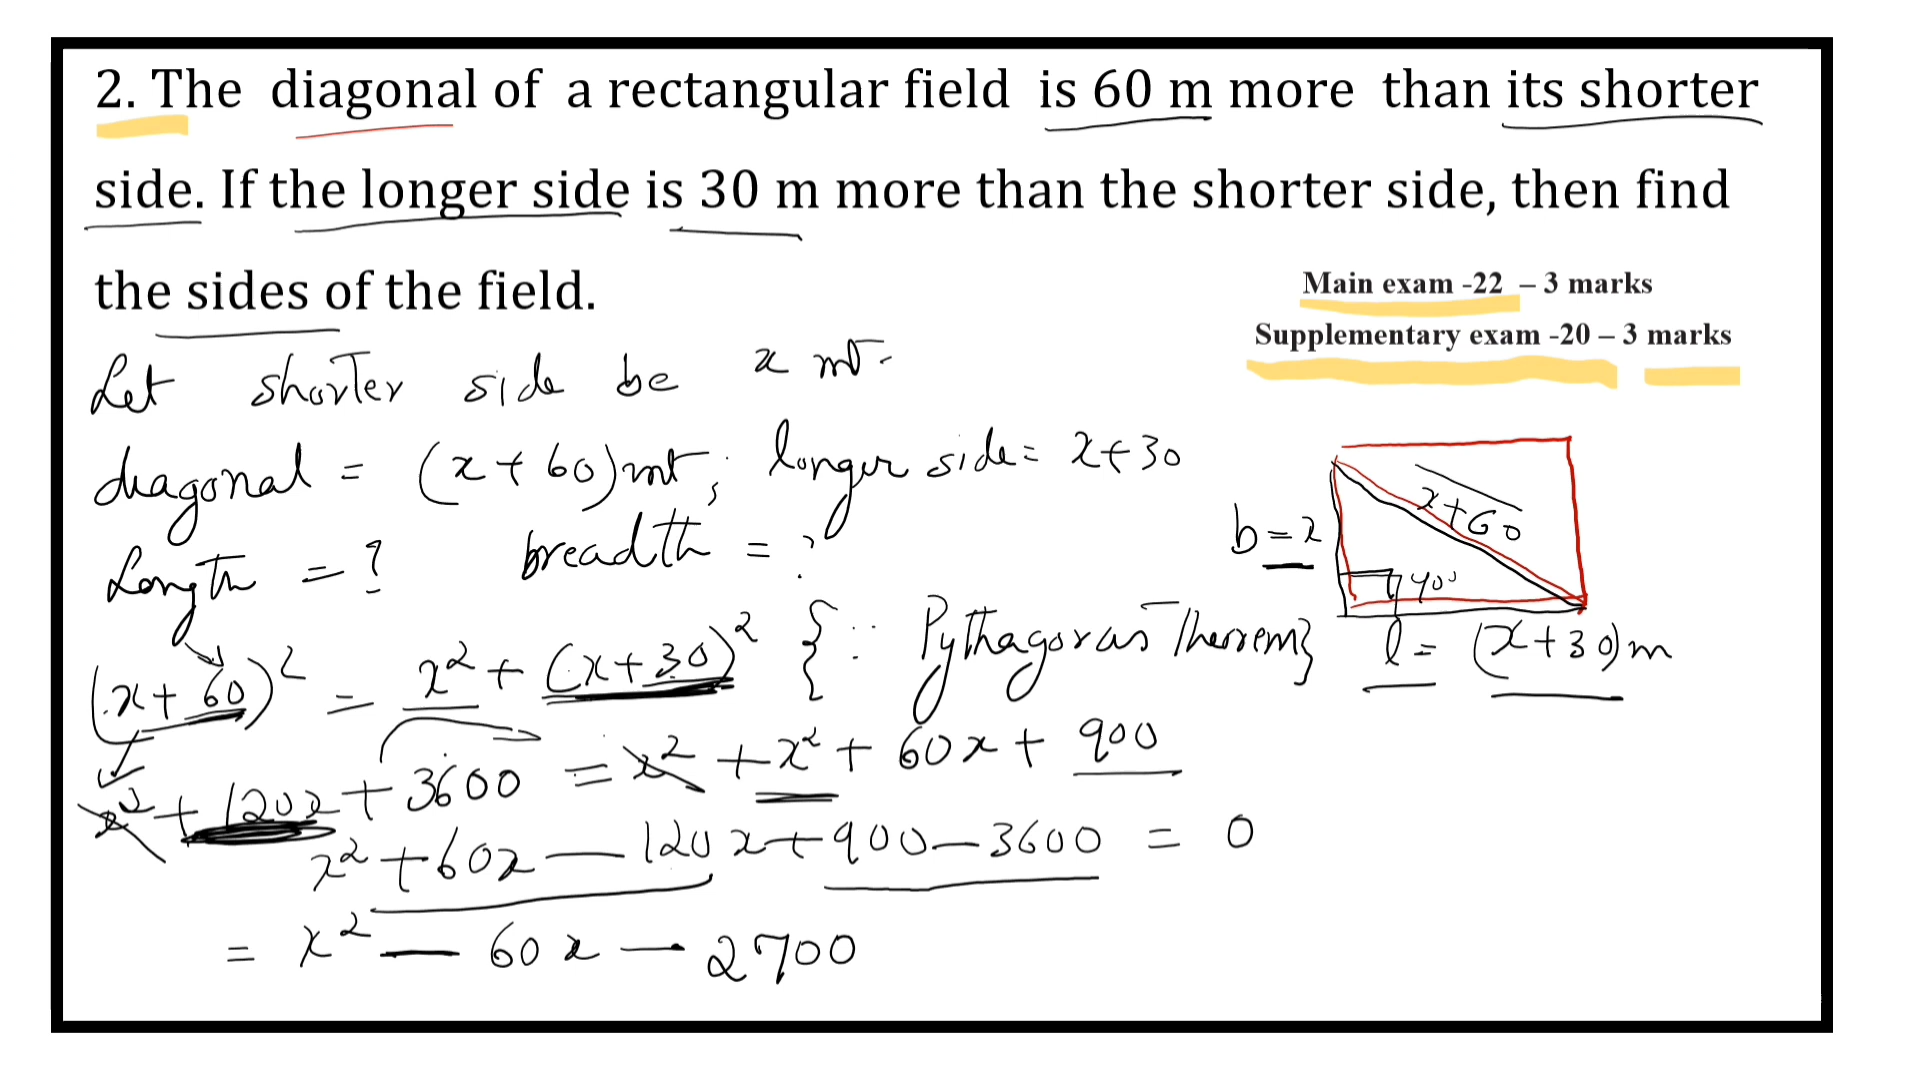 2. The diagonal of a rectangular field is 60 m more than its shorter
side. If the longer side is 30 m more than the shorter side, then find
the sides of the field.
Main exam -22 – 3 marks
Supplementary exam -20 – 3 marks
Let shorter side be x mt.
diagonal = (x + 60) mt; longer side = x+30
Length = ? breadth = ?
b = x
x+60
90°
l = (x+30) m
(x + 60)² = x² + (x+30)² {∵ Pythagoras Theorem}
x² + 120x + 3600 = x² + x² + 60x + 900
x² + 60x − 120x + 900 − 3600 = 0
= x² − 60x − 2700